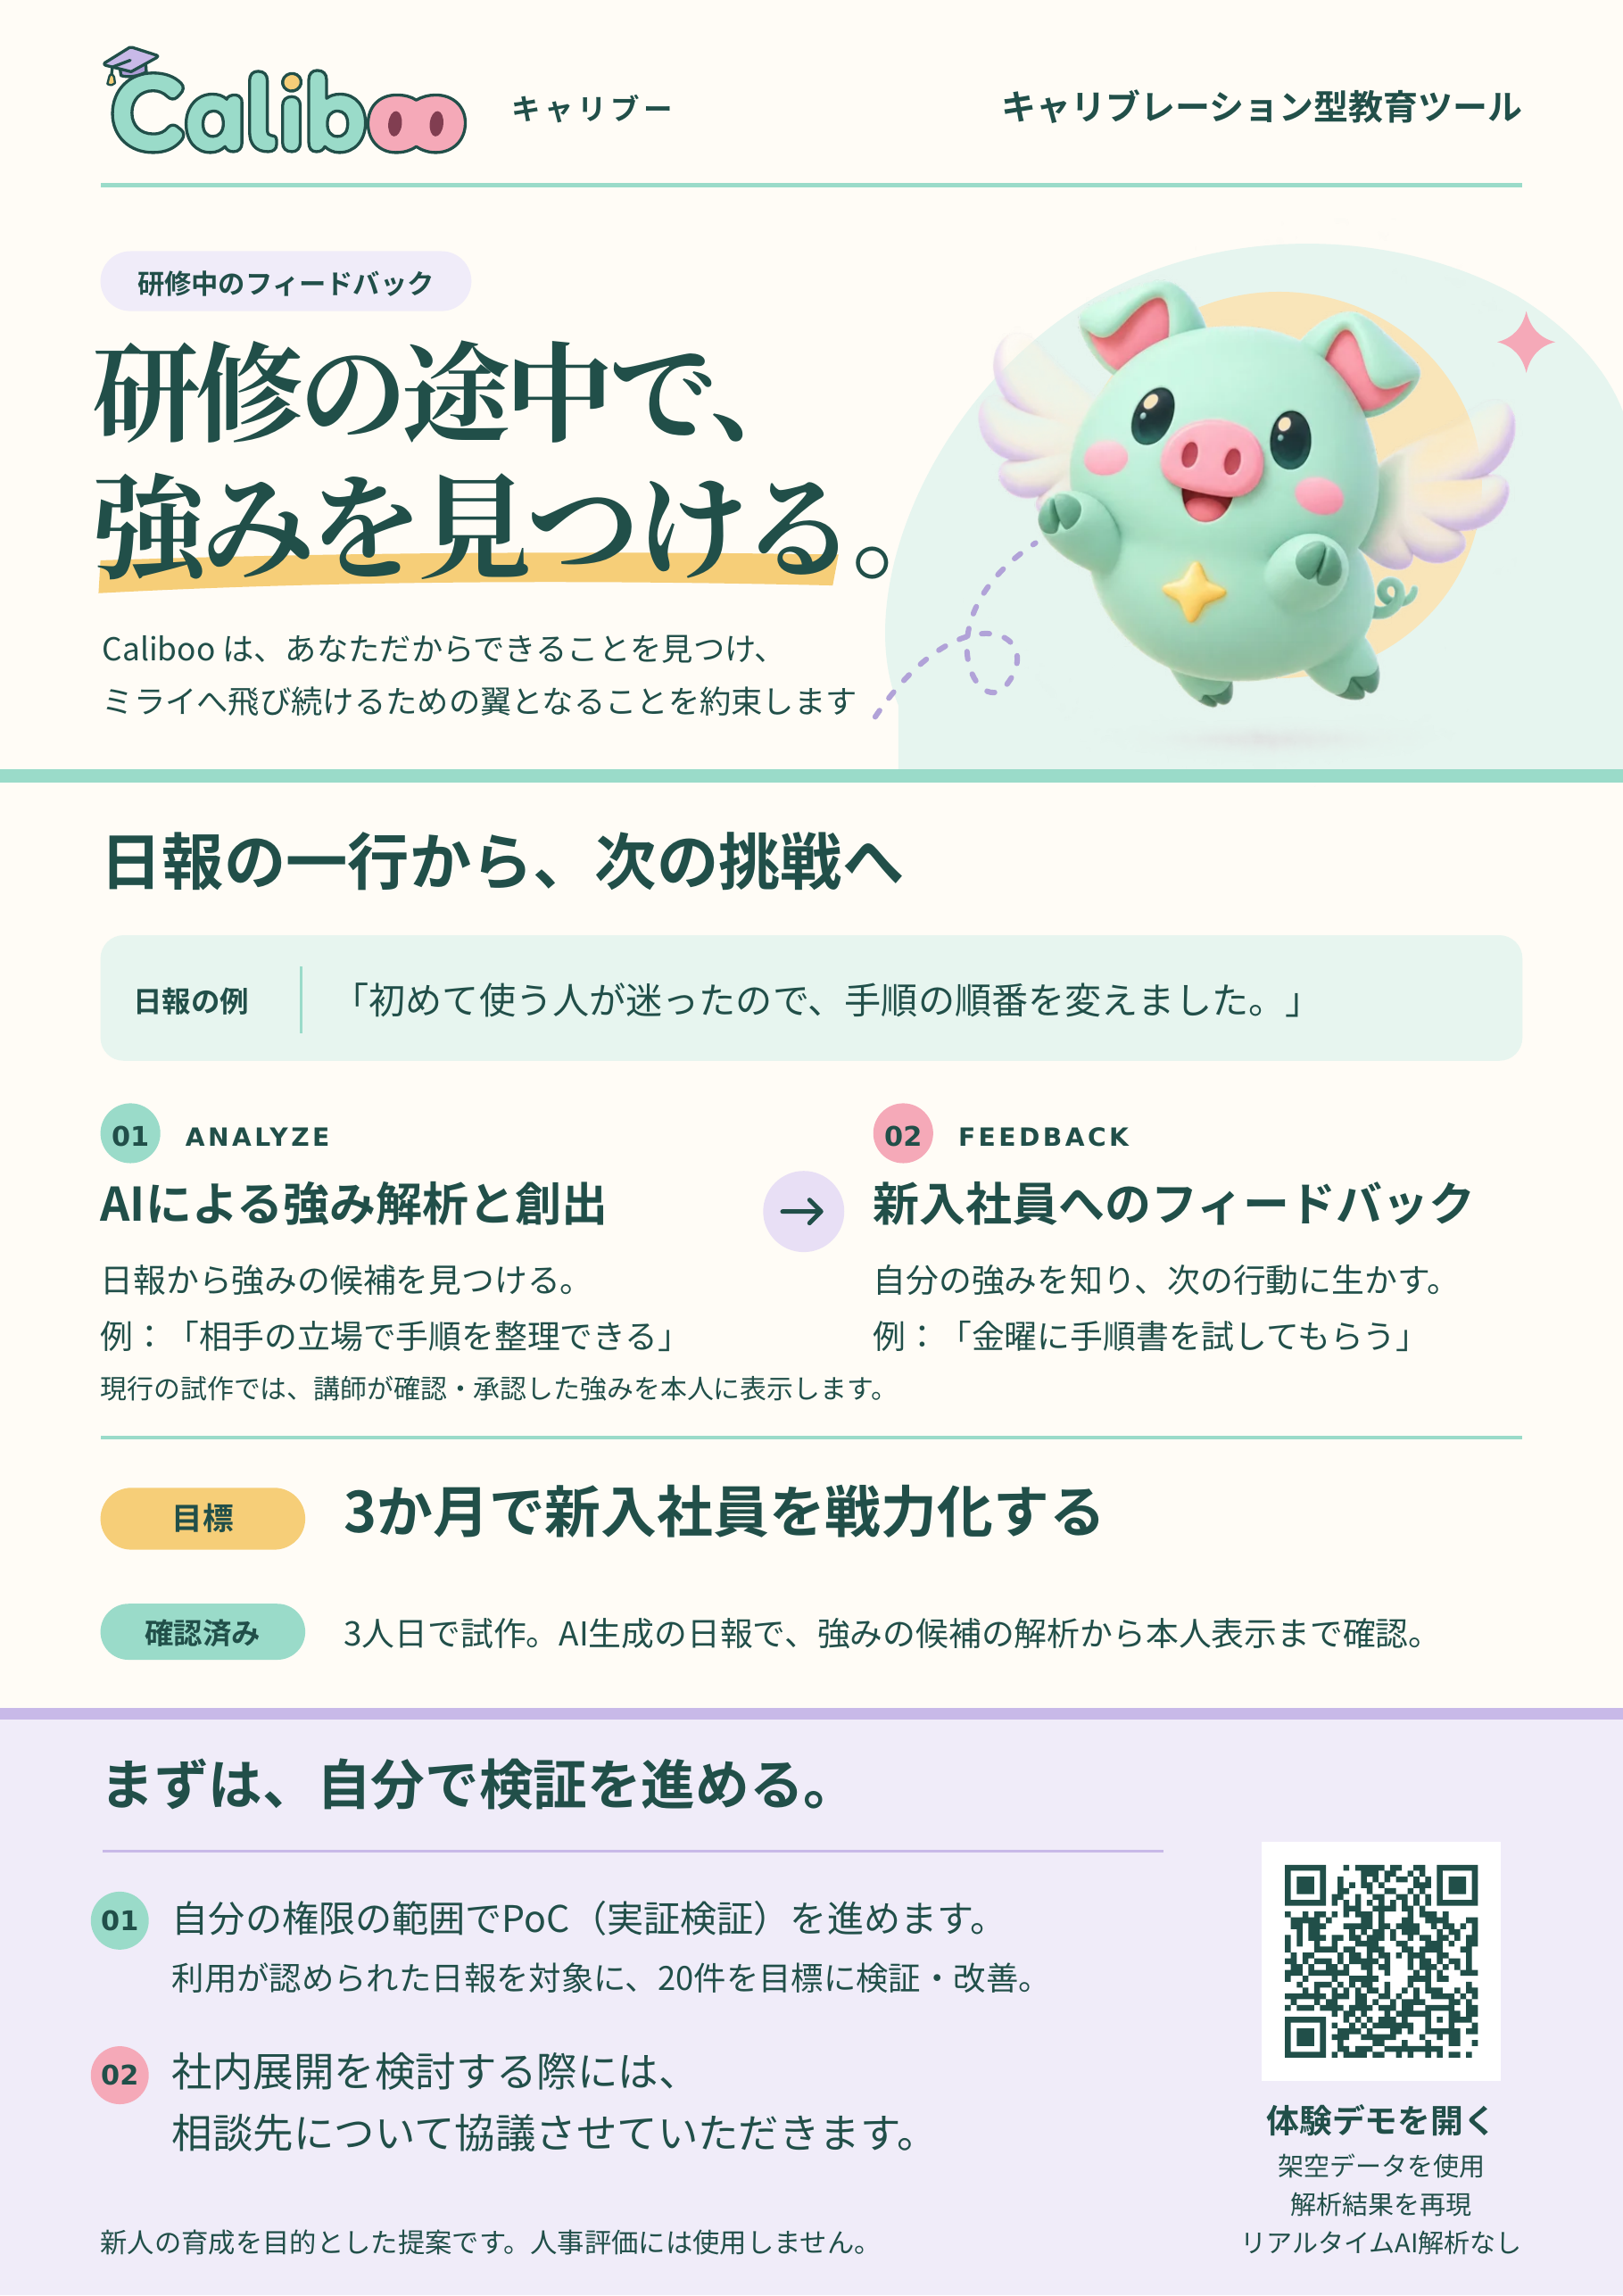 Caliboo
キャリブー
キャリブレーション型教育ツール
研修中のフィードバック
研修の途中で、
強みを見つける。
Caliboo は、あなただからできることを見つけ、
ミライへ飛び続けるための翼となることを約束します
日報の一行から、次の挑戦へ
日報の例
「初めて使う人が迷ったので、手順の順番を変えました。」
01 ANALYZE
AIによる強み解析と創出
日報から強みの候補を見つける。
例：「相手の立場で手順を整理できる」
→
02 FEEDBACK
新入社員へのフィードバック
自分の強みを知り、次の行動に生かす。
例：「金曜に手順書を試してもらう」
現行の試作では、講師が確認・承認した強みを本人に表示します。
目標
3か月で新入社員を戦力化する
確認済み
3人日で試作。AI生成の日報で、強みの候補の解析から本人表示まで確認。
まずは、自分で検証を進める。
01 自分の権限の範囲でPoC（実証検証）を進めます。
利用が認められた日報を対象に、20件を目標に検証・改善。
02 社内展開を検討する際には、
相談先について協議させていただきます。
新人の育成を目的とした提案です。人事評価には使用しません。
体験デモを開く
架空データを使用
解析結果を再現
リアルタイムAI解析なし